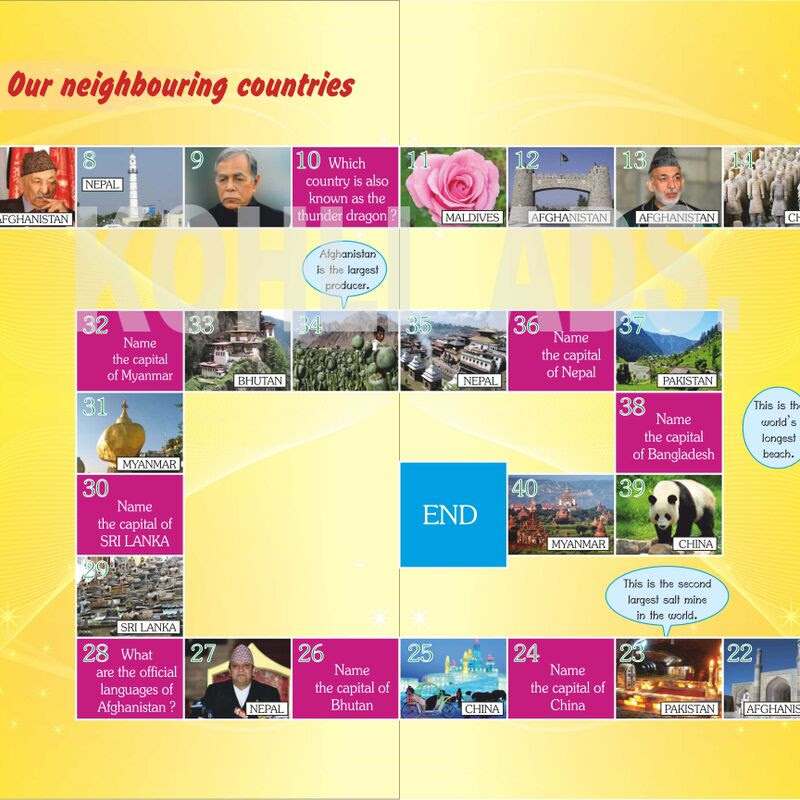 Our neighbouring countries
AFGHANISTAN
8
NEPAL
9
10 Which
country is also
known as the
thunder dragon ?
11
MALDIVES
12
AFGHANISTAN
13
AFGHANISTAN
14
CH
KOHLI ADS.
Afghanistan
is the largest
producer.
32
Name
the capital
of Myanmar
33
BHUTAN
34
35
NEPAL
36
Name
the capital
of Nepal
37
PAKISTAN
31
MYANMAR
38
Name
the capital
of Bangladesh
This is the
world's
longest
beach.
30
Name
the capital of
SRI LANKA
END
40
MYANMAR
39
CHINA
29
SRI LANKA
This is the second
largest salt mine
in the world.
28 What
are the official
languages of
Afghanistan ?
27
NEPAL
26
Name
the capital of
Bhutan
25
CHINA
24
Name
the capital of
China
23
PAKISTAN
22
AFGHANIS